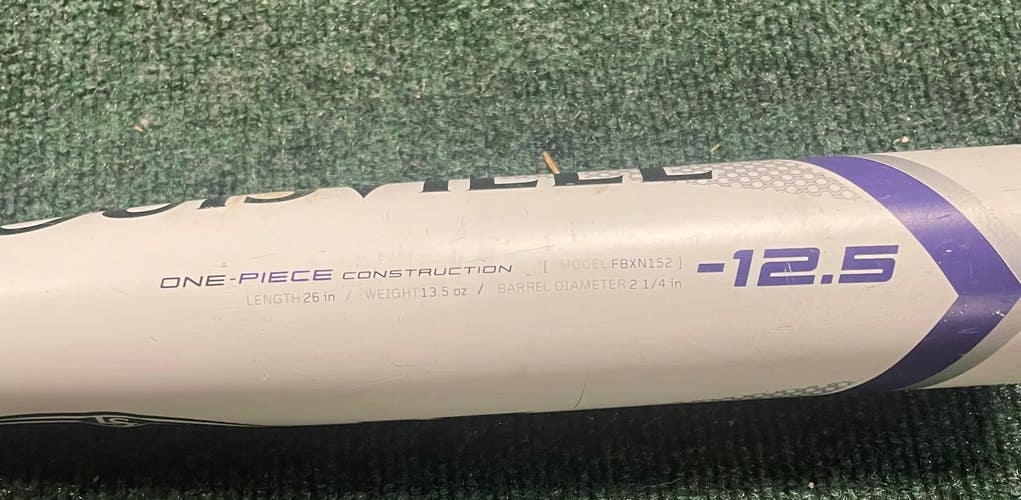 ONE-PIECE CONSTRUCTION [ MODEL FBXN152 ] -12.5
LENGTH 26 in / WEIGHT 13.5 oz / BARREL DIAMETER 2 1/4 in